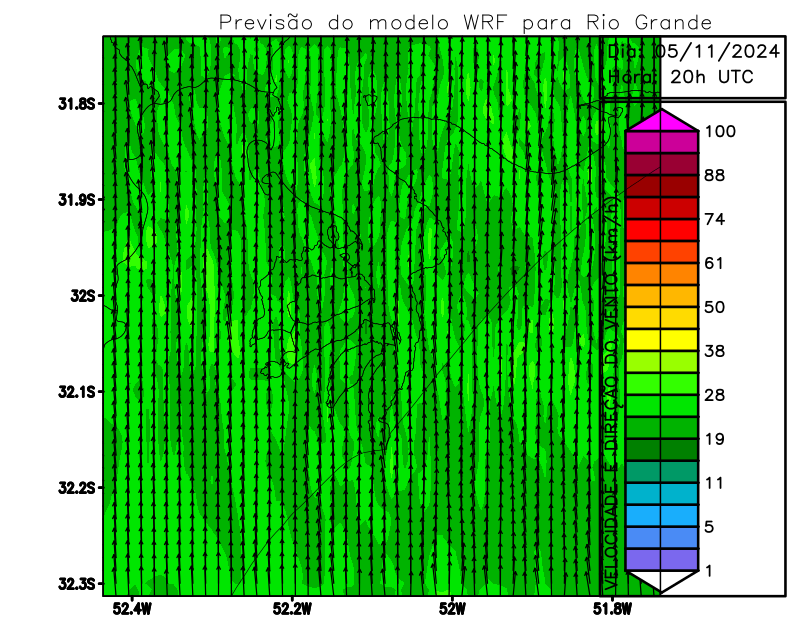 Previsão do modelo WRF para Rio Grande
Dia: 05/11/2024
Hora: 20h UTC
31.8S
31.9S
32S
32.1S
32.2S
32.3S
52.4W
52.2W
52W
51.8W
VELOCIDADE E DIREÇÃO DO VENTO (km/h)
100
88
74
61
50
38
28
19
11
5
1